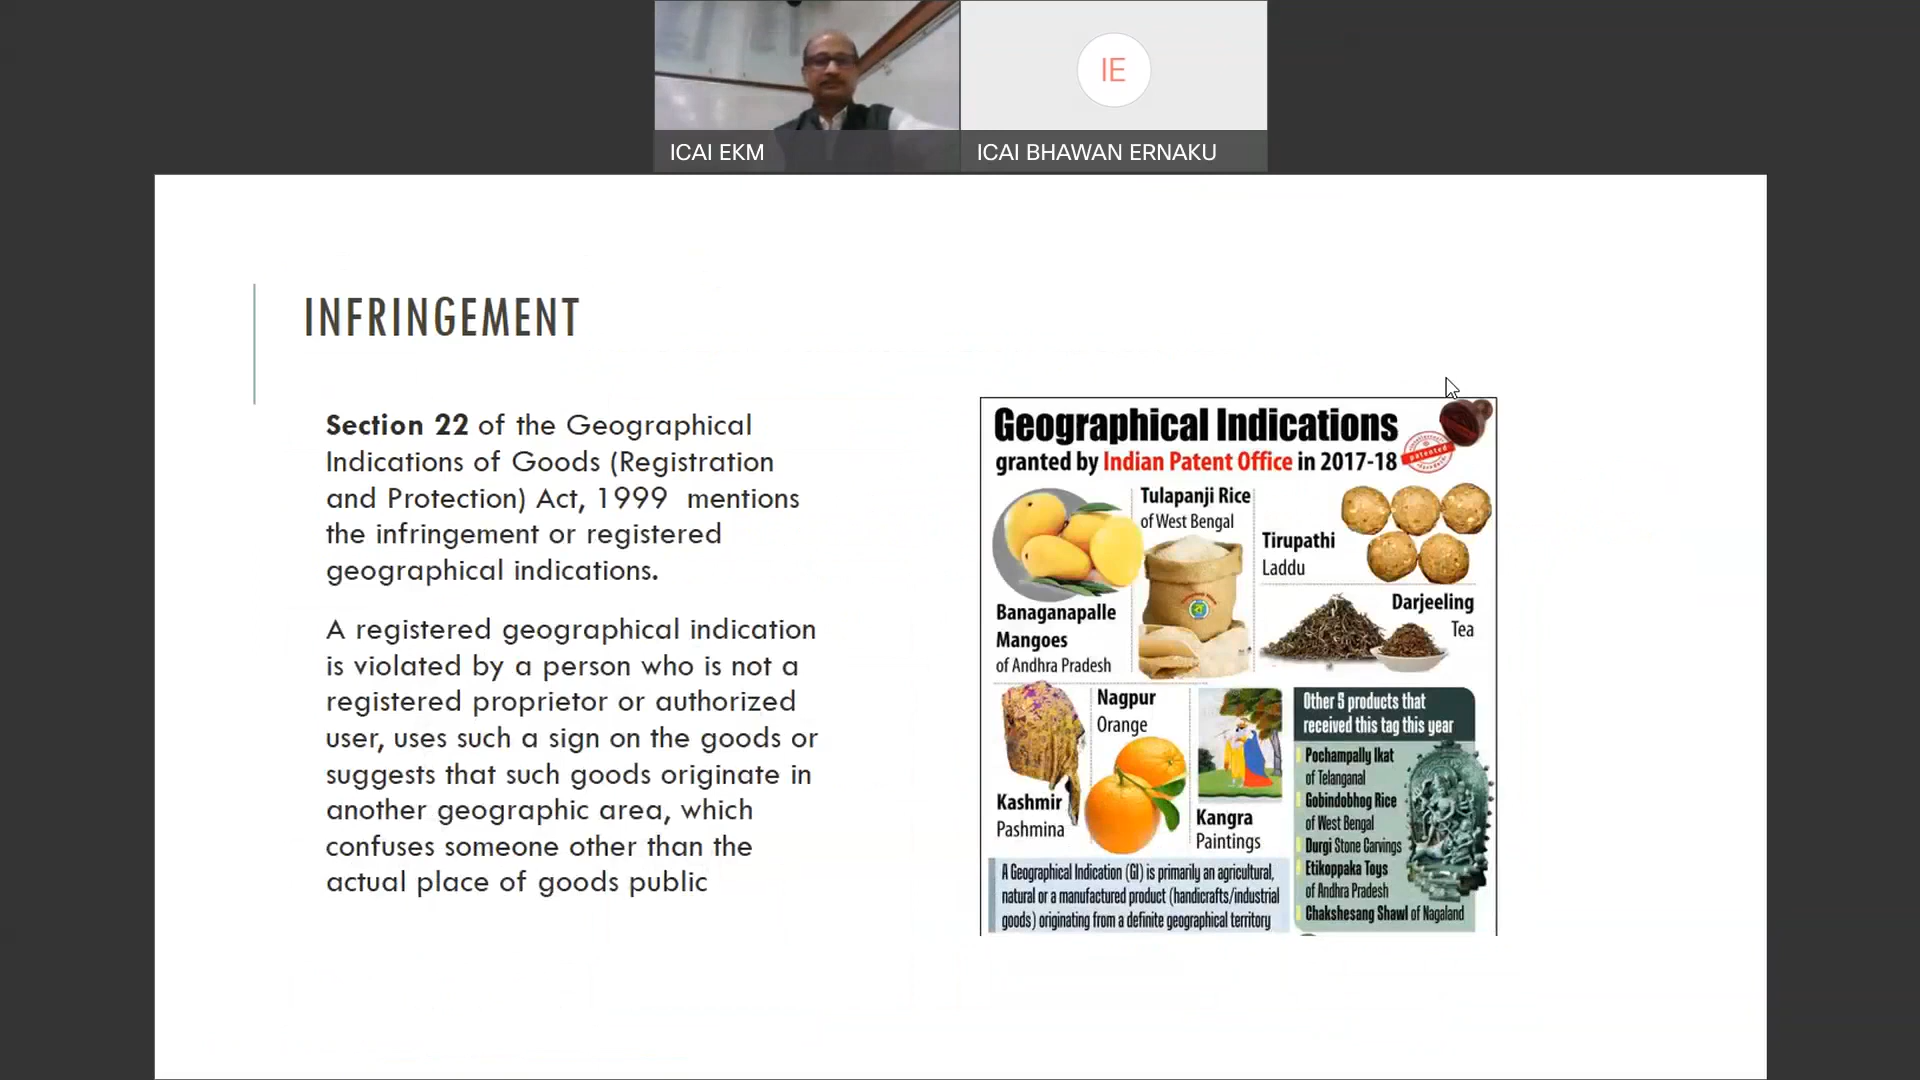 IE
ICAI EKM
ICAI BHAWAN ERNAKU
INFRINGEMENT
Section 22 of the Geographical
Indications of Goods (Registration
and Protection) Act, 1999 mentions
the infringement or registered
geographical indications.
A registered geographical indication
is violated by a person who is not a
registered proprietor or authorized
user, uses such a sign on the goods or
suggests that such goods originate in
another geographic area, which
confuses someone other than the
actual place of goods public
Geographical Indications
granted by Indian Patent Office in 2017-18
patented
Tulapanji Rice
of West Bengal
Tirupathi
Laddu
Banaganapalle
Mangoes
of Andhra Pradesh
Darjeeling
Tea
Kashmir
Pashmina
Nagpur
Orange
Kangra
Paintings
Other 5 products that
received this tag this year
Pochampally Ikat
of Telanganal
Gobindobhog Rice
of West Bengal
Durgi Stone Carvings
Etikoppaka Toys
of Andhra Pradesh
Chakshesang Shawl of Nagaland
A Geographical Indication (GI) is primarily an agricultural,
natural or a manufactured product (handicrafts/industrial
goods) originating from a definite geographical territory